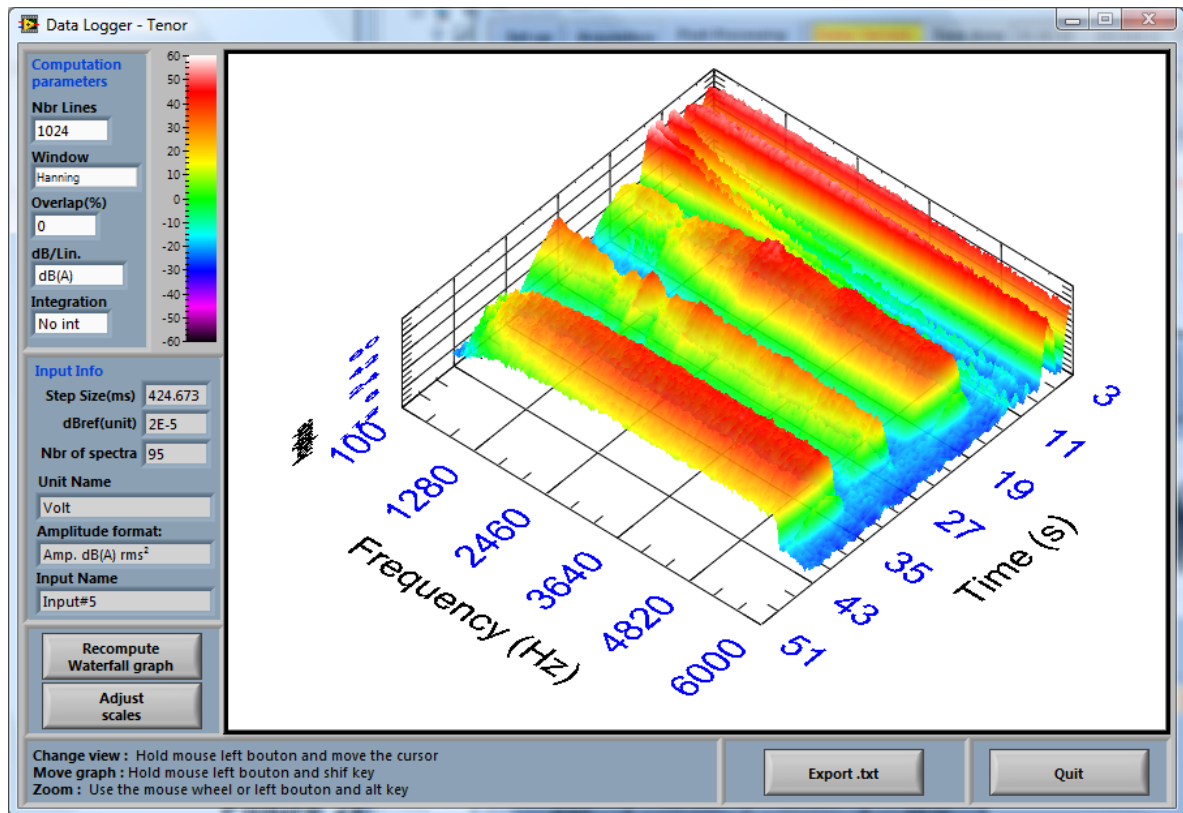 Data Logger - Tenor
Computation
parameters
Nbr Lines
1024
Window
Hanning
Overlap(%)
0
dB/Lin.
dB(A)
Integration
No int
60
50
40
30
20
10
0
-10
-20
-30
-40
-50
-60
Input Info
Step Size(ms) 424.673
dBref(unit) 2E-5
Nbr of spectra 95
Unit Name
Volt
Amplitude format:
Amp. dB(A) rms²
Input Name
Input#5
Recompute
Waterfall graph
Adjust
scales
100
1280
2460
3640
4820
6000
Frequency (Hz)
3
11
19
27
35
43
51
Time (s)
Change view : Hold mouse left bouton and move the cursor
Move graph : Hold mouse left bouton and shif key
Zoom : Use the mouse wheel or left bouton and alt key
Export .txt
Quit